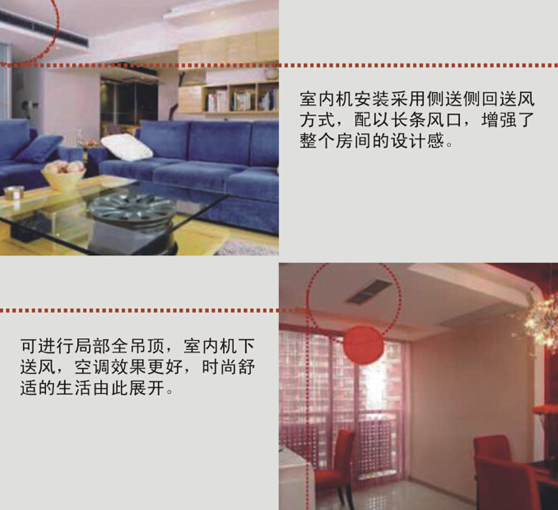 室内机安装采用侧送侧回送风
方式，配以长条风口，增强了
整个房间的设计感。
可进行局部全吊顶，室内机下
送风，空调效果更好，时尚舒
适的生活由此展开。